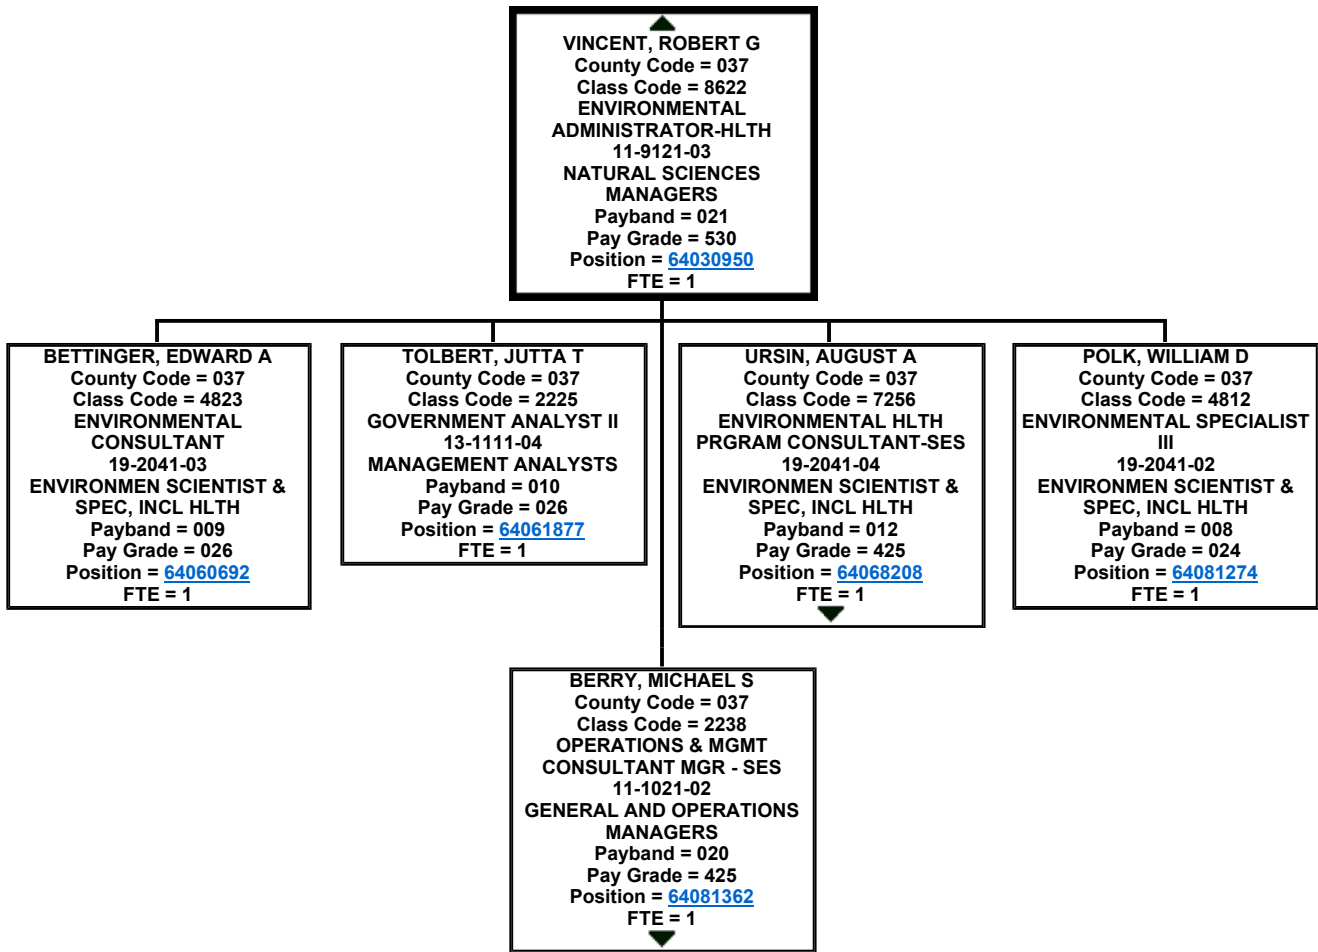 VINCENT, ROBERT G
County Code = 037
Class Code = 8622
ENVIRONMENTAL
ADMINISTRATOR-HLTH
11-9121-03
NATURAL SCIENCES
MANAGERS
Payband = 021
Pay Grade = 530
Position = 64030950
FTE = 1
BETTINGER, EDWARD A
County Code = 037
Class Code = 4823
ENVIRONMENTAL
CONSULTANT
19-2041-03
ENVIRONMEN SCIENTIST &
SPEC, INCL HLTH
Payband = 009
Pay Grade = 026
Position = 64060692
FTE = 1
TOLBERT, JUTTA T
County Code = 037
Class Code = 2225
GOVERNMENT ANALYST II
13-1111-04
MANAGEMENT ANALYSTS
Payband = 010
Pay Grade = 026
Position = 64061877
FTE = 1
URSIN, AUGUST A
County Code = 037
Class Code = 7256
ENVIRONMENTAL HLTH
PRGRAM CONSULTANT-SES
19-2041-04
ENVIRONMEN SCIENTIST &
SPEC, INCL HLTH
Payband = 012
Pay Grade = 425
Position = 64068208
FTE = 1
POLK, WILLIAM D
County Code = 037
Class Code = 4812
ENVIRONMENTAL SPECIALIST
III
19-2041-02
ENVIRONMEN SCIENTIST &
SPEC, INCL HLTH
Payband = 008
Pay Grade = 024
Position = 64081274
FTE = 1
BERRY, MICHAEL S
County Code = 037
Class Code = 2238
OPERATIONS & MGMT
CONSULTANT MGR - SES
11-1021-02
GENERAL AND OPERATIONS
MANAGERS
Payband = 020
Pay Grade = 425
Position = 64081362
FTE = 1